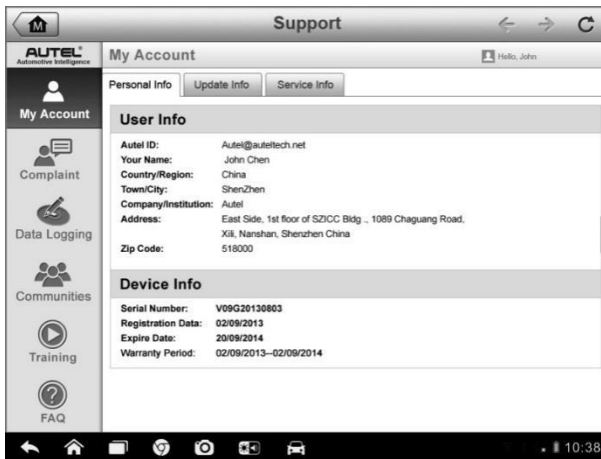 M
Support
AUTEL®
Automotive Intelligence
My Account
Hello, John
Personal Info
Update Info
Service Info
My Account
Complaint
Data Logging
Communities
Training
FAQ
User Info
Autel ID: Autel@auteltech.net
Your Name: John Chen
Country/Region: China
Town/City: ShenZhen
Company/Institution: Autel
Address: East Side, 1st floor of SZICC Bldg ., 1089 Chaguang Road,
Xili, Nanshan, Shenzhen China
Zip Code: 518000
Device Info
Serial Number: V09G20130803
Registration Data: 02/09/2013
Expire Date: 20/09/2014
Warranty Period: 02/09/2013--02/09/2014
10:38